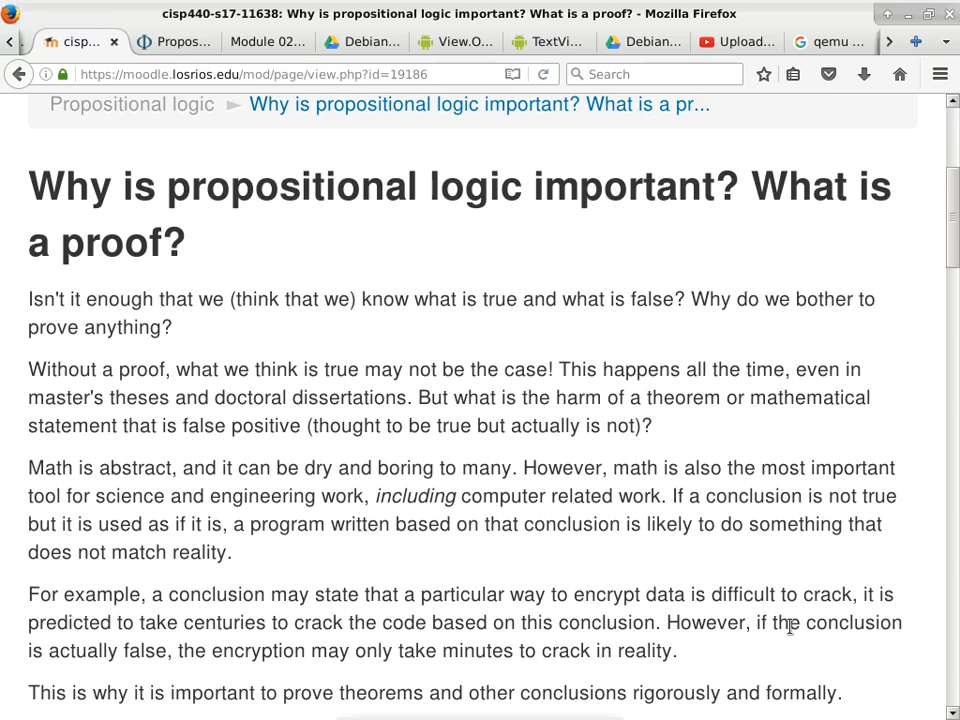 cisp440-s17-11638: Why is propositional logic important? What is a proof? - Mozilla Firefox
cisp... Propos... Module 02... Debian... View.O... TextVi... Debian... Upload... qemu ...
https://moodle.losrios.edu/mod/page/view.php?id=19186 Search
Propositional logic ► Why is propositional logic important? What is a pr...
Why is propositional logic important? What is
a proof?
Isn't it enough that we (think that we) know what is true and what is false? Why do we bother to
prove anything?
Without a proof, what we think is true may not be the case! This happens all the time, even in
master's theses and doctoral dissertations. But what is the harm of a theorem or mathematical
statement that is false positive (thought to be true but actually is not)?
Math is abstract, and it can be dry and boring to many. However, math is also the most important
tool for science and engineering work, including computer related work. If a conclusion is not true
but it is used as if it is, a program written based on that conclusion is likely to do something that
does not match reality.
For example, a conclusion may state that a particular way to encrypt data is difficult to crack, it is
predicted to take centuries to crack the code based on this conclusion. However, if the conclusion
is actually false, the encryption may only take minutes to crack in reality.
This is why it is important to prove theorems and other conclusions rigorously and formally.